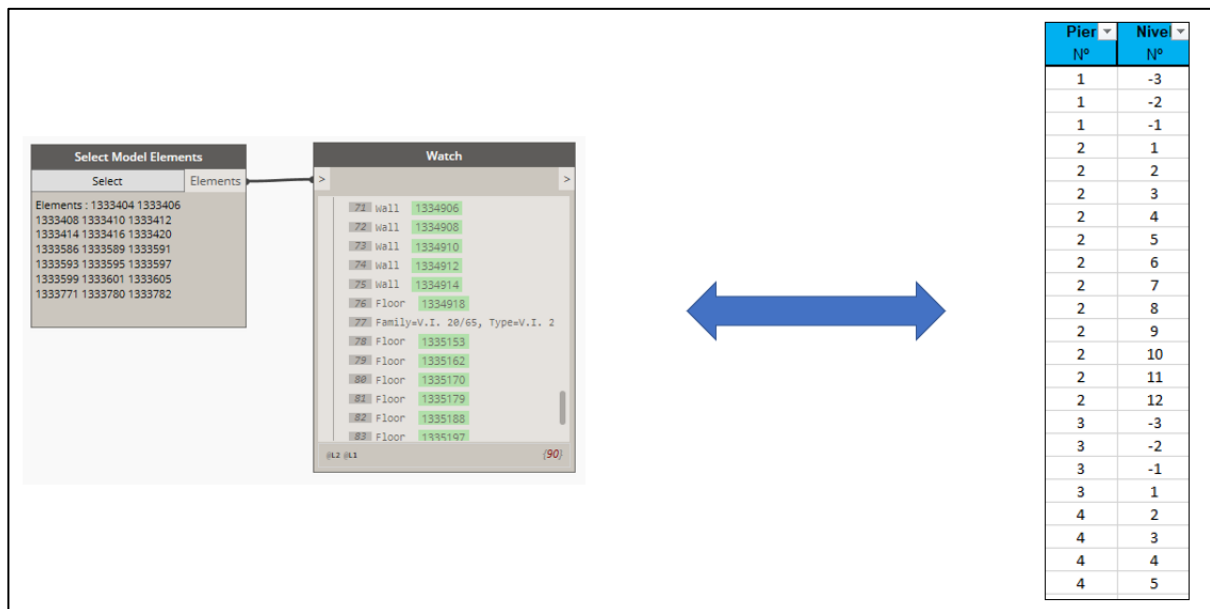 Select Model Elements
Select
Elements
Elements : 1333404 1333406
1333408 1333410 1333412
1333414 1333416 1333420
1333586 1333589 1333591
1333593 1333595 1333597
1333599 1333601 1333605
1333771 1333780 1333782
Watch
> >
71 Wall 1334906
72 Wall 1334908
73 Wall 1334910
74 Wall 1334912
75 Wall 1334914
76 Floor 1334918
77 Family=V.I. 20/65, Type=V.I. 2
78 Floor 1335153
79 Floor 1335162
80 Floor 1335170
81 Floor 1335179
82 Floor 1335188
83 Floor 1335197
@L2 @L1 {90}
Pier Nivel
Nº Nº
1 -3
1 -2
1 -1
2 1
2 2
2 3
2 4
2 5
2 6
2 7
2 8
2 9
2 10
2 11
2 12
3 -3
3 -2
3 -1
3 1
4 2
4 3
4 4
4 5